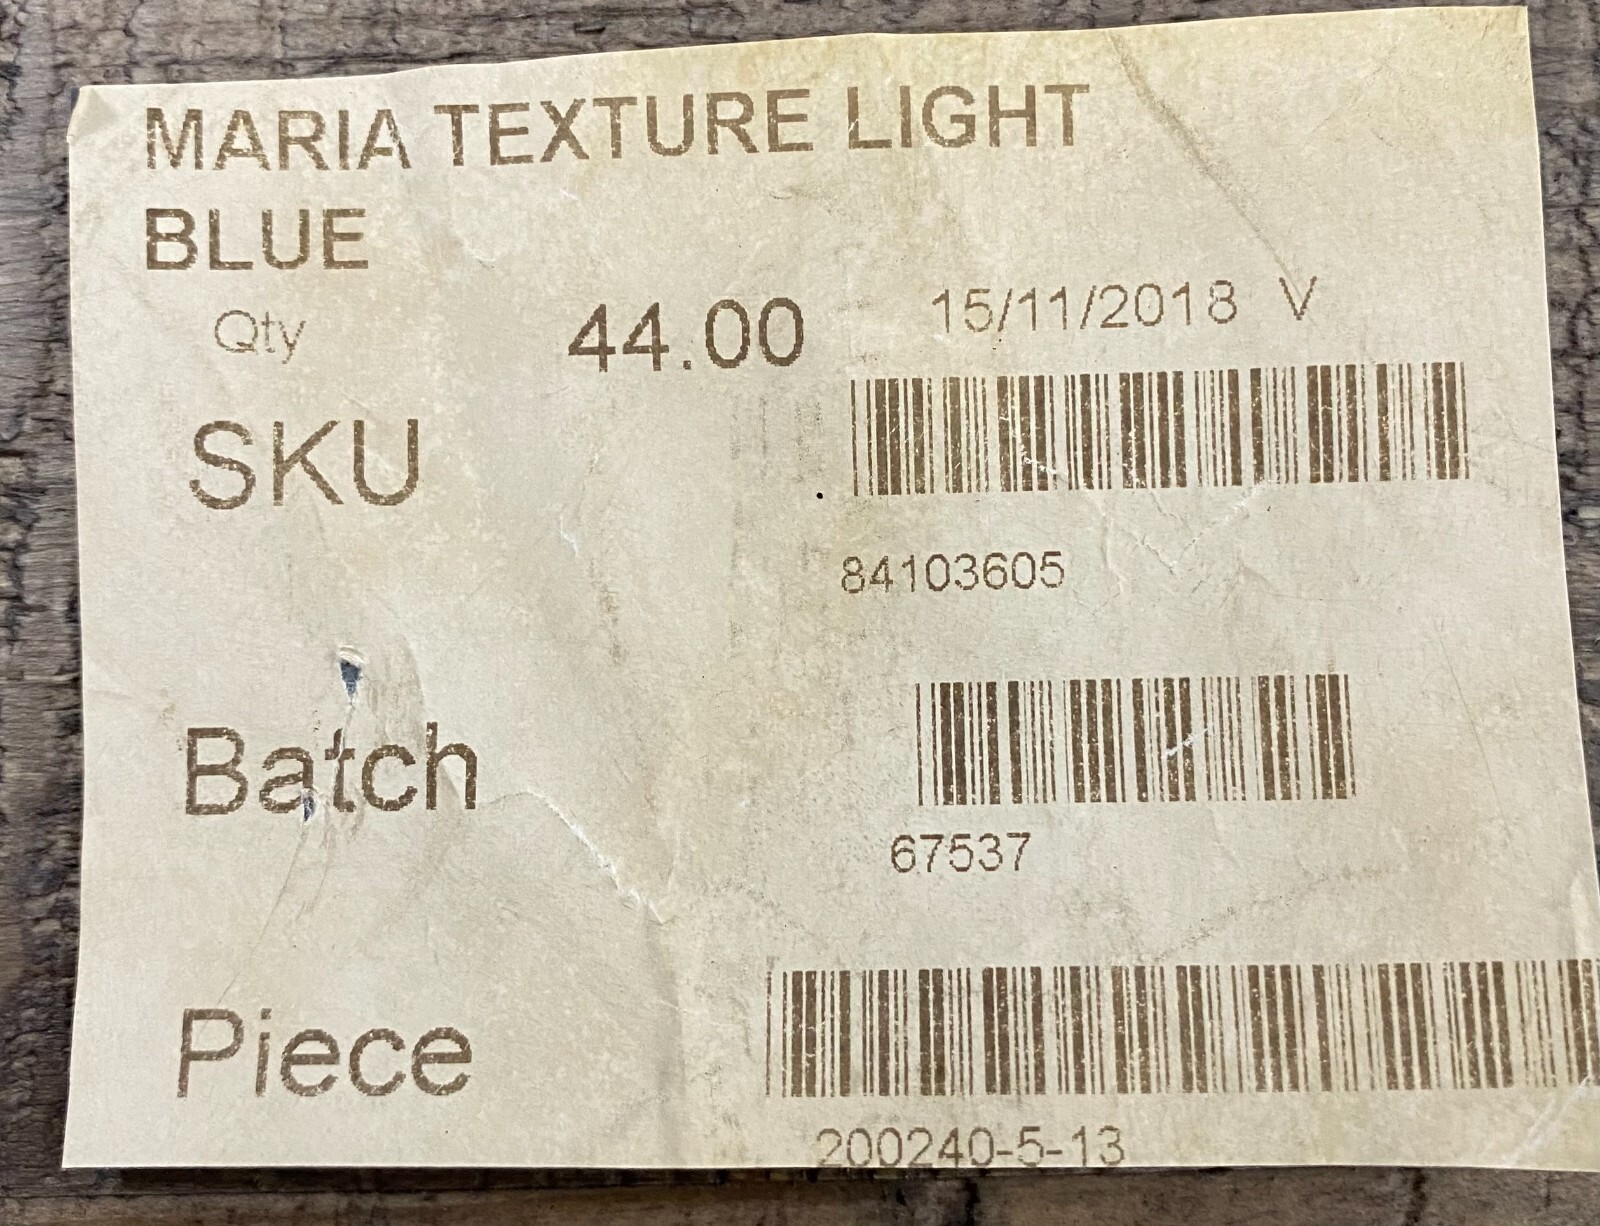 MARIA TEXTURE LIGHT
BLUE
Qty 44.00 15/11/2018 V
SKU
84103605
Batch
67537
Piece
200240-5-13